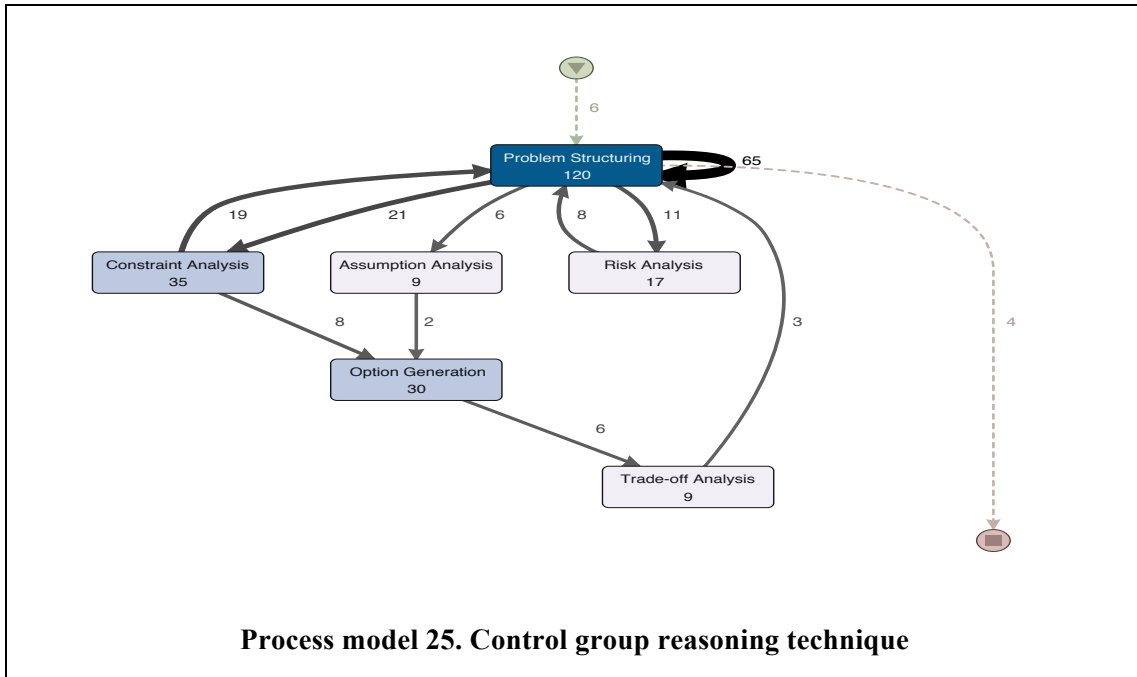 6
Problem Structuring
120
65
19
21
6
8
11
Constraint Analysis
35
Assumption Analysis
9
Risk Analysis
17
8
2
3
4
Option Generation
30
6
Trade-off Analysis
9
Process model 25. Control group reasoning technique